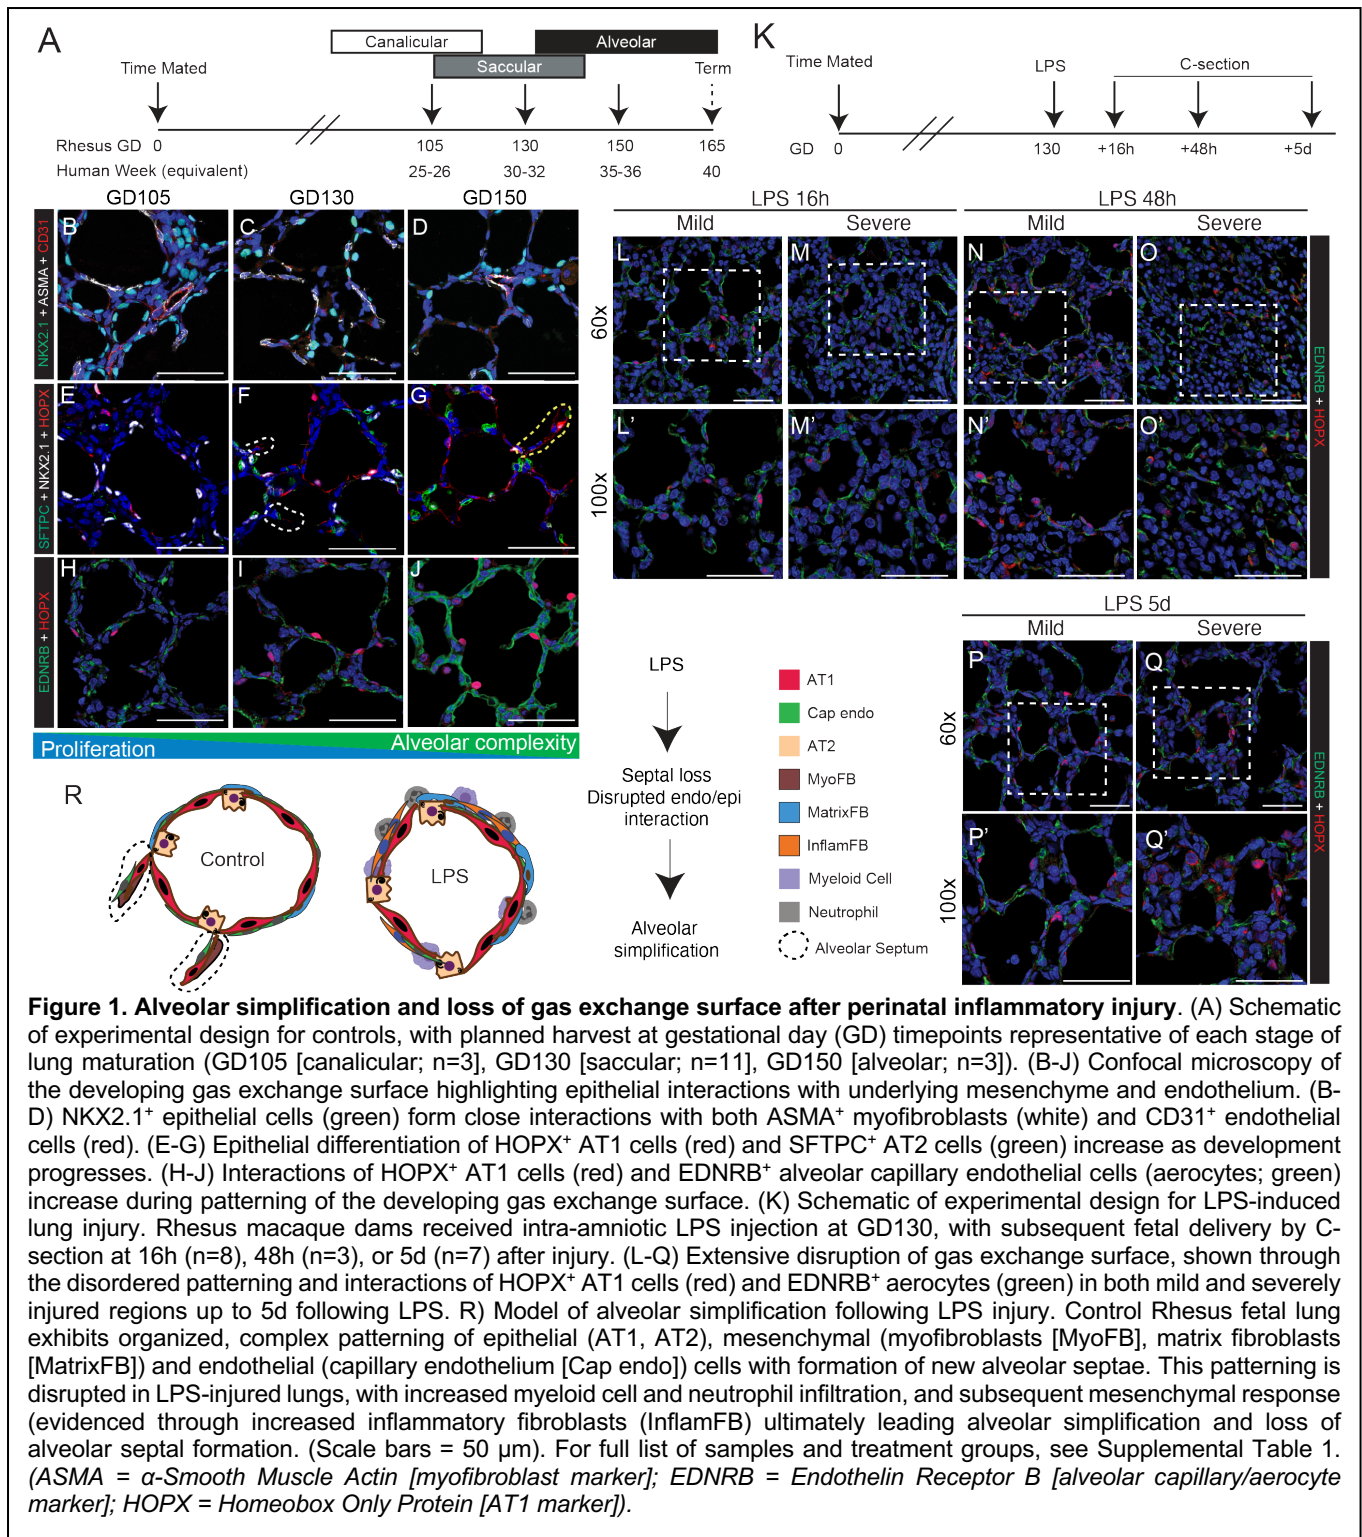 A
Canalicular
Alveolar
Saccular
Time Mated
Term
Rhesus GD 0 105 130 150 165
Human Week (equivalent) 25-26 30-32 35-36 40
K
Time Mated
LPS
C-section
GD 0 130 +16h +48h +5d
GD105 GD130 GD150
NKX2.1 + ASMA + CD31
B C D
SFTPC + NKX2.1 + HOPX
E F G
EDNRB + HOPX
H I J
Proliferation
Alveolar complexity
LPS 16h LPS 48h
Mild Severe Mild Severe
60x
L M N O
100x
L' M' N' O'
EDNRB + HOPX
LPS 5d
Mild Severe
60x
P Q
100x
P' Q'
EDNRB + HOPX
R
Control
LPS
LPS
Septal loss
Disrupted endo/epi
interaction
Alveolar
simplification
AT1
Cap endo
AT2
MyoFB
MatrixFB
InflamFB
Myeloid Cell
Neutrophil
Alveolar Septum
Figure 1. Alveolar simplification and loss of gas exchange surface after perinatal inflammatory injury. (A) Schematic
of experimental design for controls, with planned harvest at gestational day (GD) timepoints representative of each stage of
lung maturation (GD105 [canalicular; n=3], GD130 [saccular; n=11], GD150 [alveolar; n=3]). (B-J) Confocal microscopy of
the developing gas exchange surface highlighting epithelial interactions with underlying mesenchyme and endothelium. (B-
D) NKX2.1⁺ epithelial cells (green) form close interactions with both ASMA⁺ myofibroblasts (white) and CD31⁺ endothelial
cells (red). (E-G) Epithelial differentiation of HOPX⁺ AT1 cells (red) and SFTPC⁺ AT2 cells (green) increase as development
progresses. (H-J) Interactions of HOPX⁺ AT1 cells (red) and EDNRB⁺ alveolar capillary endothelial cells (aerocytes; green)
increase during patterning of the developing gas exchange surface. (K) Schematic of experimental design for LPS-induced
lung injury. Rhesus macaque dams received intra-amniotic LPS injection at GD130, with subsequent fetal delivery by C-
section at 16h (n=8), 48h (n=3), or 5d (n=7) after injury. (L-Q) Extensive disruption of gas exchange surface, shown through
the disordered patterning and interactions of HOPX⁺ AT1 cells (red) and EDNRB⁺ aerocytes (green) in both mild and severely
injured regions up to 5d following LPS. R) Model of alveolar simplification following LPS injury. Control Rhesus fetal lung
exhibits organized, complex patterning of epithelial (AT1, AT2), mesenchymal (myofibroblasts [MyoFB], matrix fibroblasts
[MatrixFB]) and endothelial (capillary endothelium [Cap endo]) cells with formation of new alveolar septae. This patterning is
disrupted in LPS-injured lungs, with increased myeloid cell and neutrophil infiltration, and subsequent mesenchymal response
(evidenced through increased inflammatory fibroblasts (InflamFB) ultimately leading alveolar simplification and loss of
alveolar septal formation. (Scale bars = 50 µm). For full list of samples and treatment groups, see Supplemental Table 1.
(ASMA = α-Smooth Muscle Actin [myofibroblast marker]; EDNRB = Endothelin Receptor B [alveolar capillary/aerocyte
marker]; HOPX = Homeobox Only Protein [AT1 marker]).